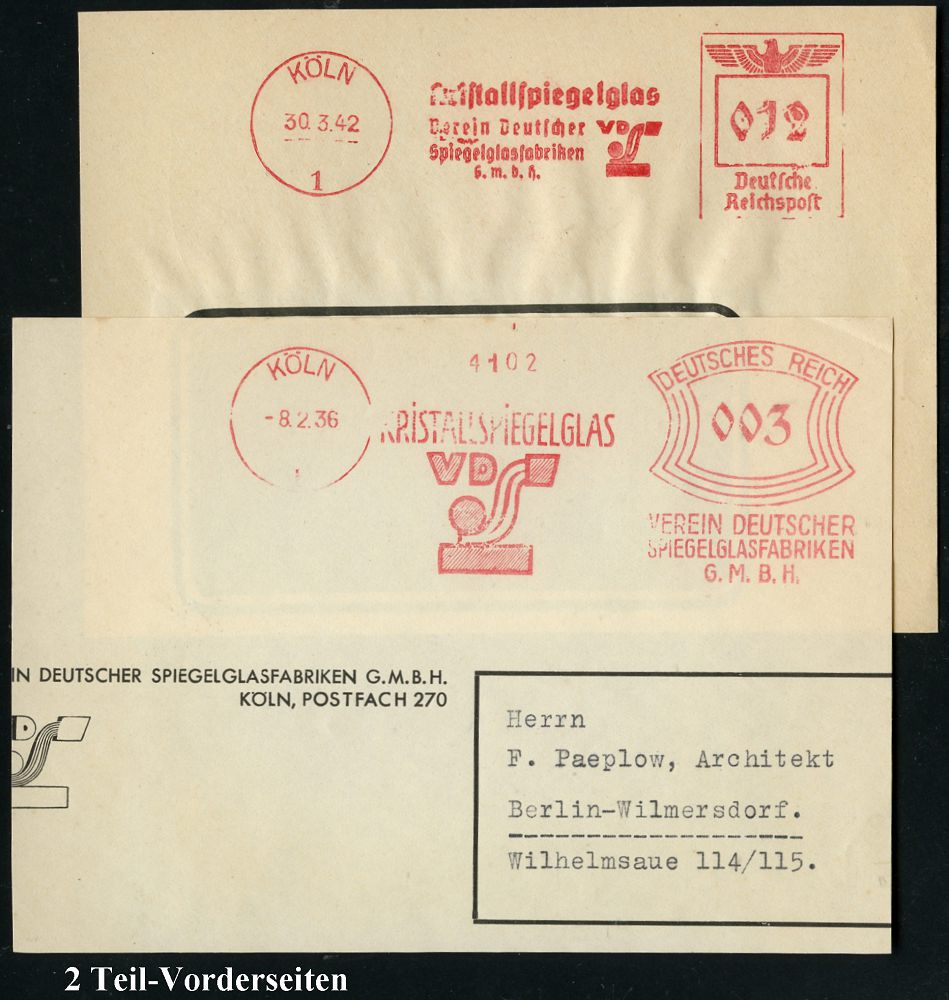 KÖLN
30.3.42
1
Kristallspiegelglas
Verein Deutscher
Spiegelglasfabriken
G.m.b.H.
VD
012
Deutsche
Reichspost
KÖLN
-8.2.36
4102
KRISTALLSPIEGELGLAS
VD
DEUTSCHES REICH
003
VEREIN DEUTSCHER
SPIEGELGLASFABRIKEN
G.M.B.H.
IN DEUTSCHER SPIEGELGLASFABRIKEN G.M.B.H.
KÖLN, POSTFACH 270
D
Herrn
F. Paeplow, Architekt
Berlin-Wilmersdorf.
Wilhelmsaue 114/115.
2 Teil-Vorderseiten